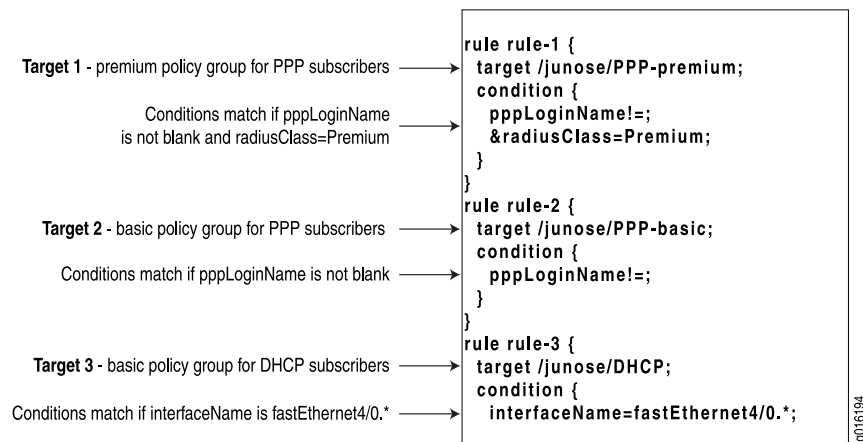 rule rule-1 {
Target 1 - premium policy group for PPP subscribers
target /junose/PPP-premium;
condition {
Conditions match if pppLoginName
is not blank and radiusClass=Premium
pppLoginName!=;
&radiusClass=Premium;
}
}
rule rule-2 {
Target 2 - basic policy group for PPP subscribers
target /junose/PPP-basic;
condition {
Conditions match if pppLoginName is not blank
pppLoginName!=;
}
}
rule rule-3 {
Target 3 - basic policy group for DHCP subscribers
target /junose/DHCP;
condition {
Conditions match if interfaceName is fastEthernet4/0.*
interfaceName=fastEthernet4/0.*;
g016194